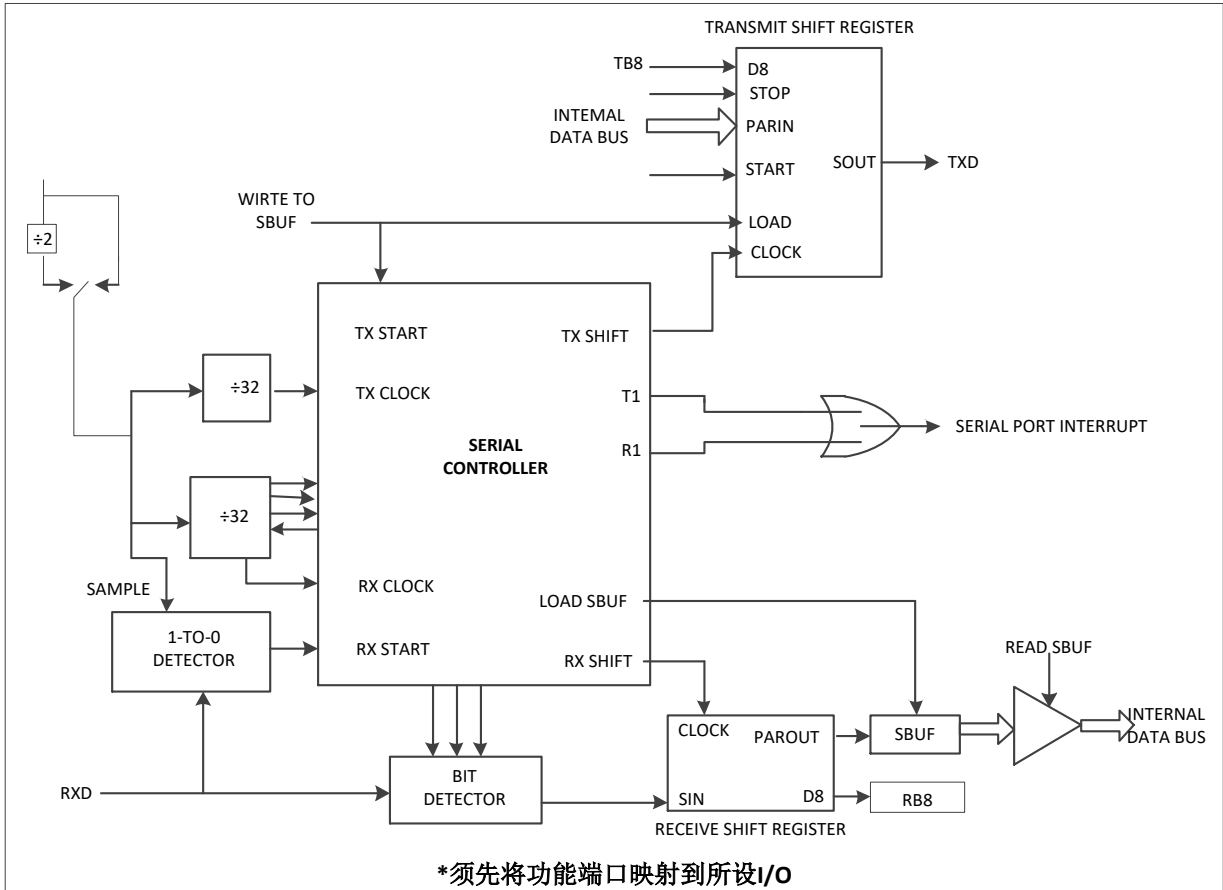 TRANSMIT SHIFT REGISTER
TB8
D8
STOP
INTEMAL
DATA BUS
PARIN
START
SOUT
TXD
WIRTE TO
SBUF
LOAD
CLOCK
÷2
TX START
TX SHIFT
÷32
TX CLOCK
T1
SERIAL PORT INTERRUPT
SERIAL
CONTROLLER
R1
÷32
RX CLOCK
SAMPLE
LOAD SBUF
1-TO-0
DETECTOR
RX START
RX SHIFT
READ SBUF
CLOCK
PAROUT
SBUF
INTERNAL
DATA BUS
RXD
BIT
DETECTOR
SIN
D8
RB8
RECEIVE SHIFT REGISTER
*须先将功能端口映射到所设I/O